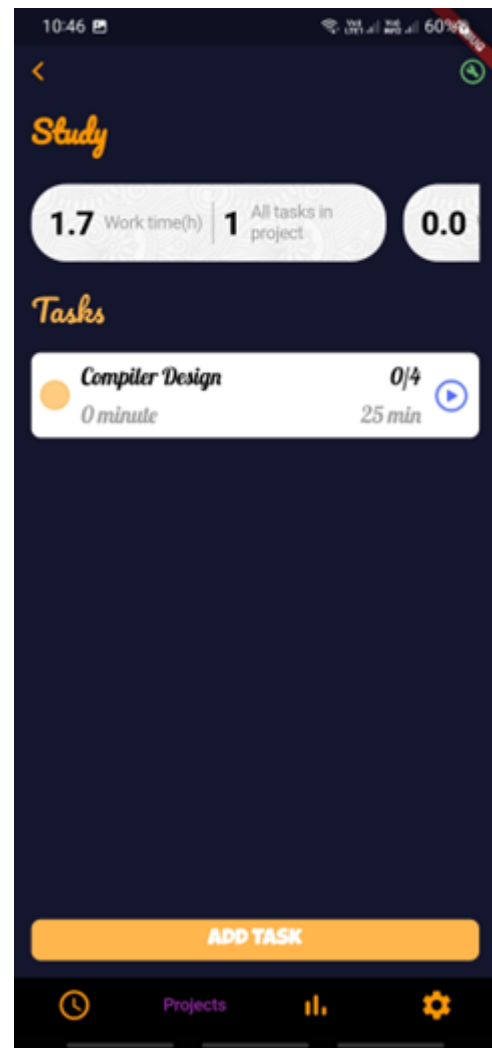 10:46 60%
Study
1.7 Work time(h) 1 All tasks in
project
0.0
Tasks
Compiler Design 0/4
0 minute 25 min
ADD TASK
Projects